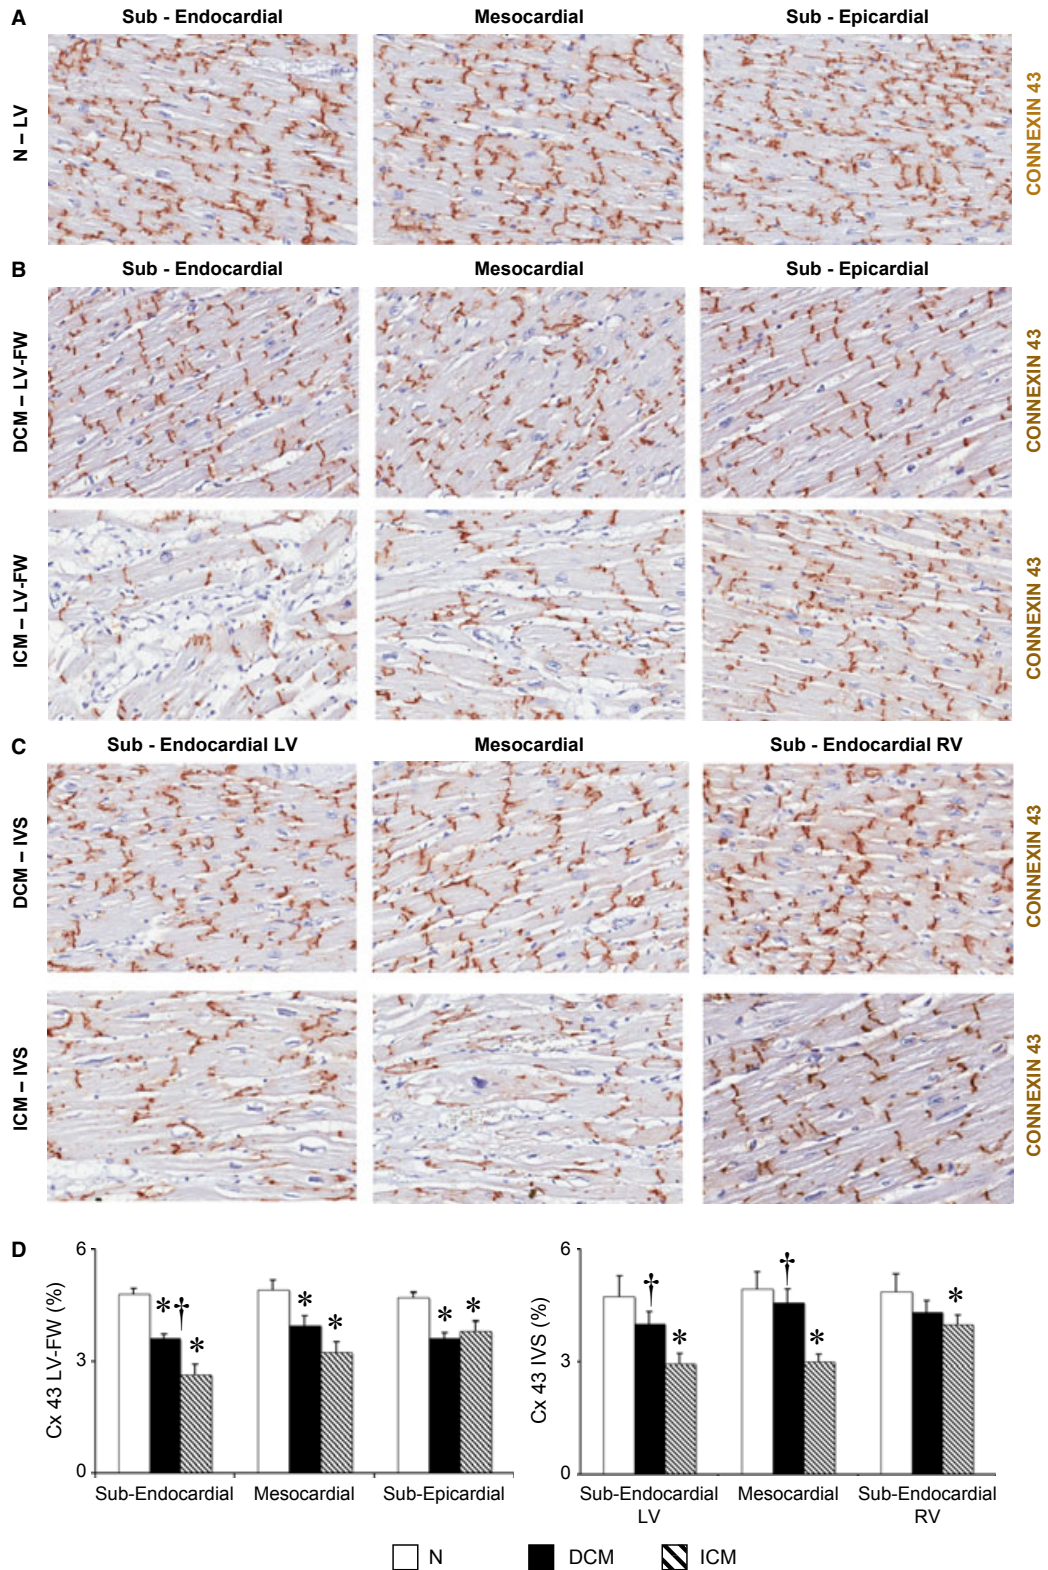 A
Sub - Endocardial
Mesocardial
Sub - Epicardial
N – LV
CONNEXIN 43
B
Sub - Endocardial
Mesocardial
Sub - Epicardial
DCM – LV-FW
CONNEXIN 43
ICM – LV-FW
CONNEXIN 43
C
Sub - Endocardial LV
Mesocardial
Sub - Endocardial RV
DCM – IVS
CONNEXIN 43
ICM – IVS
CONNEXIN 43
D
Cx 43 LV-FW (%)
6
3
0
*†
*
*
*
*
*
Sub-Endocardial
Mesocardial
Sub-Epicardial
Cx 43 IVS (%)
6
3
0
†
*
†
*
*
Sub-Endocardial LV
Mesocardial
Sub-Endocardial RV
N
DCM
ICM